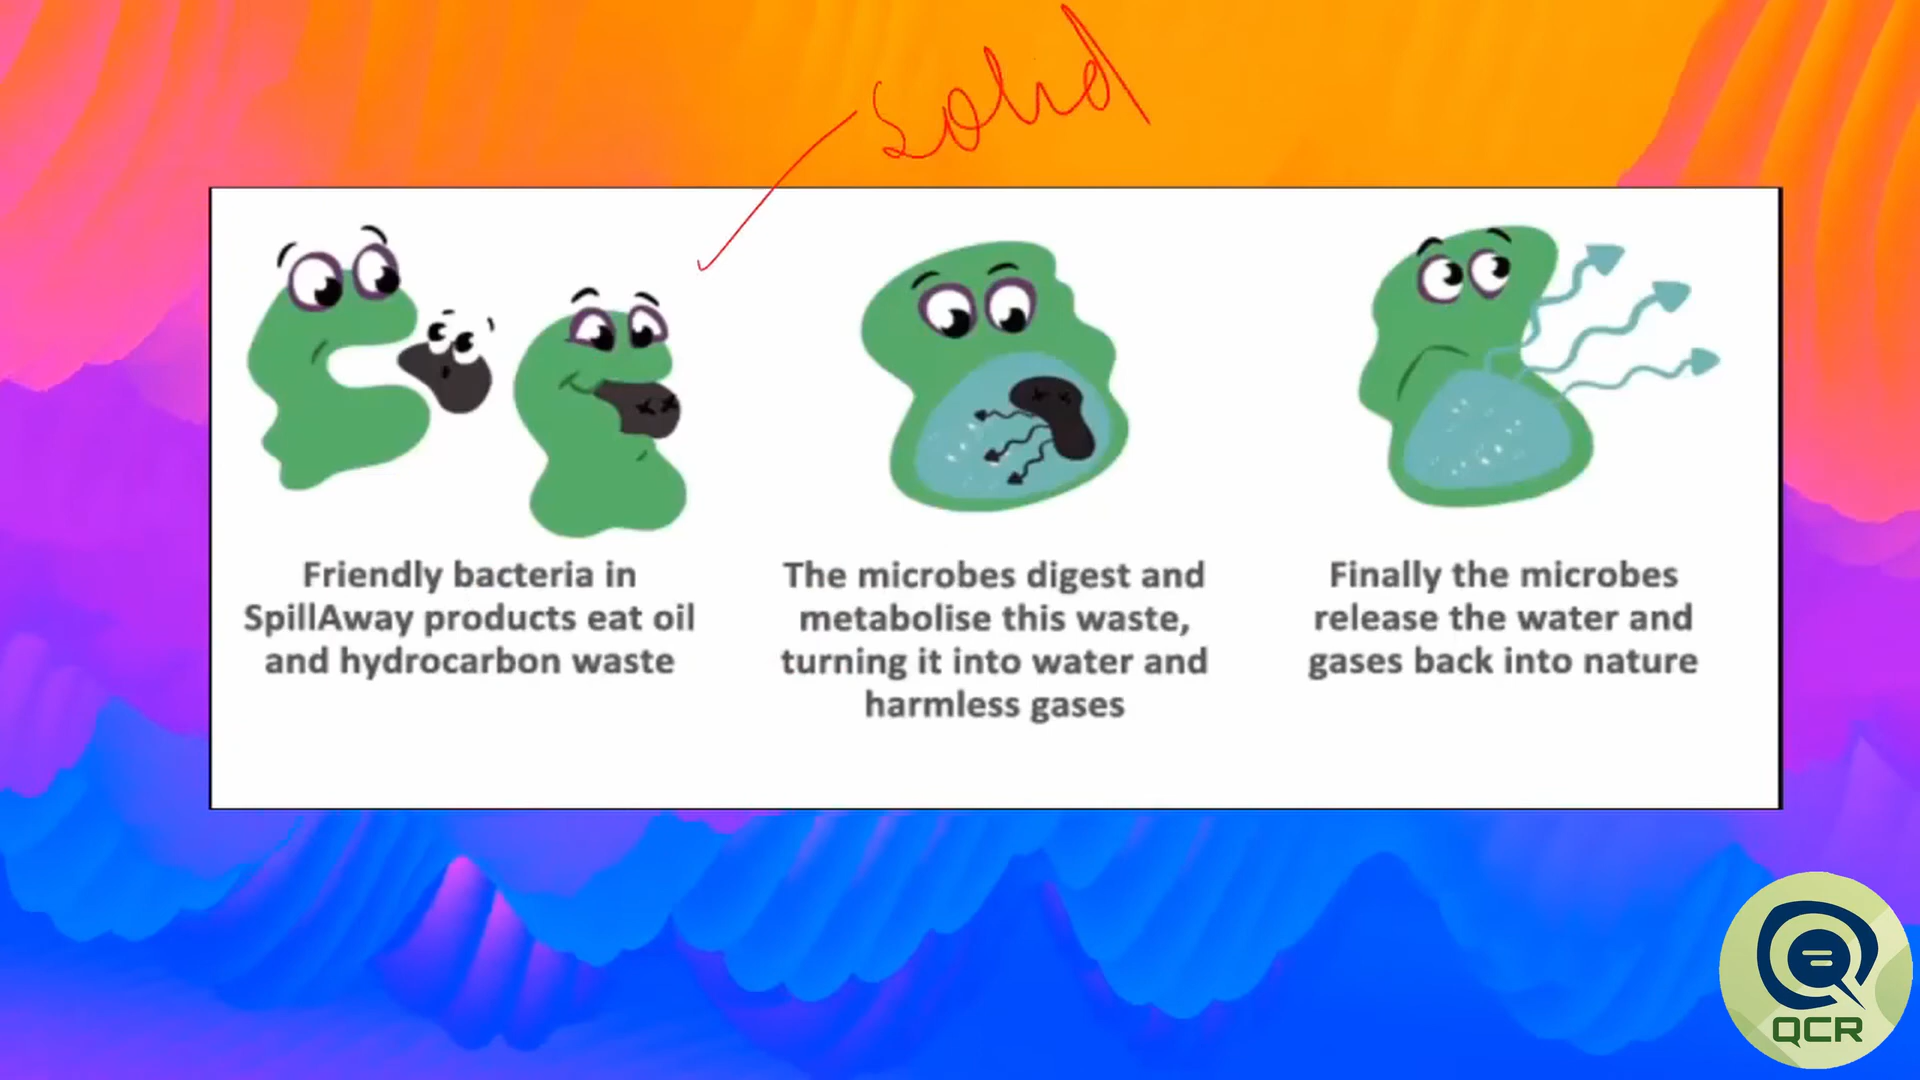 solid
Friendly bacteria in
SpillAway products eat oil
and hydrocarbon waste
The microbes digest and
metabolise this waste,
turning it into water and
harmless gases
Finally the microbes
release the water and
gases back into nature
QCR